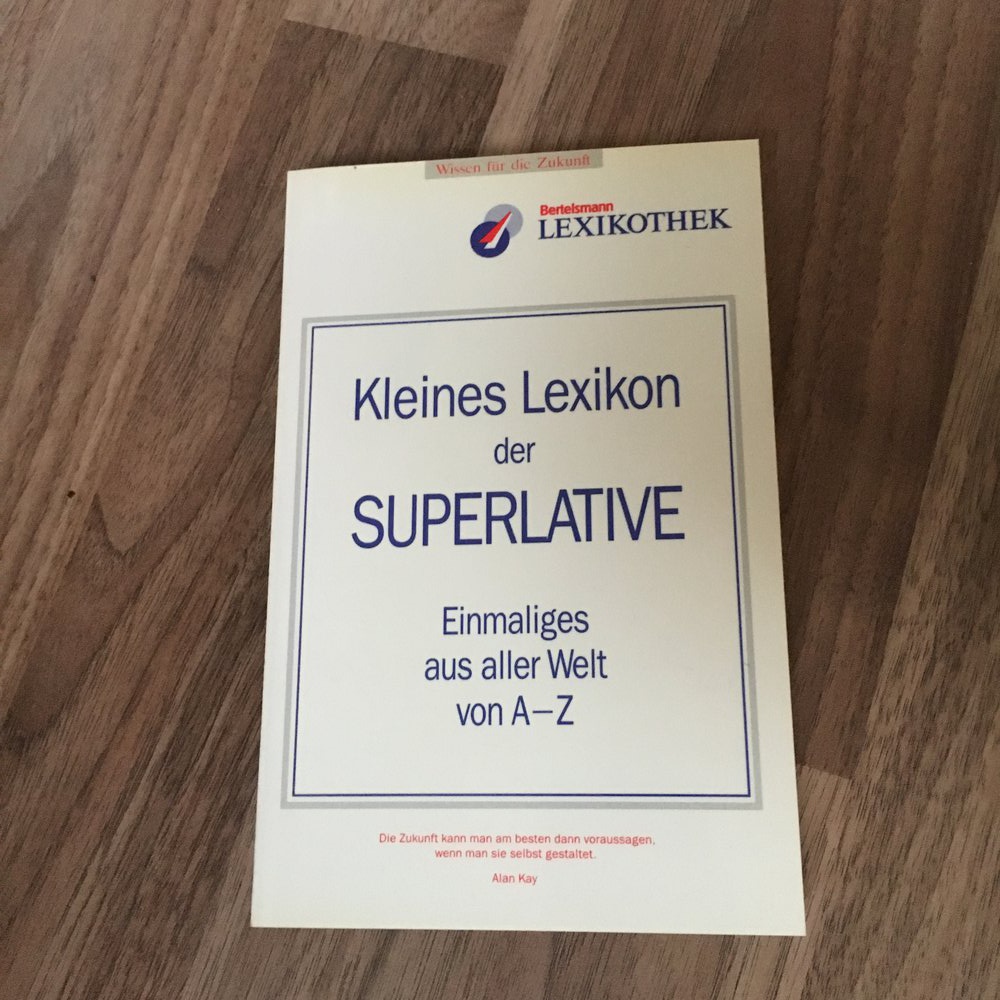 Wissen für die Zukunft
Bertelsmann
LEXIKOTHEK
Kleines Lexikon
der
SUPERLATIVE
Einmaliges
aus aller Welt
von A–Z
Die Zukunft kann man am besten dann voraussagen,
wenn man sie selbst gestaltet.
Alan Kay